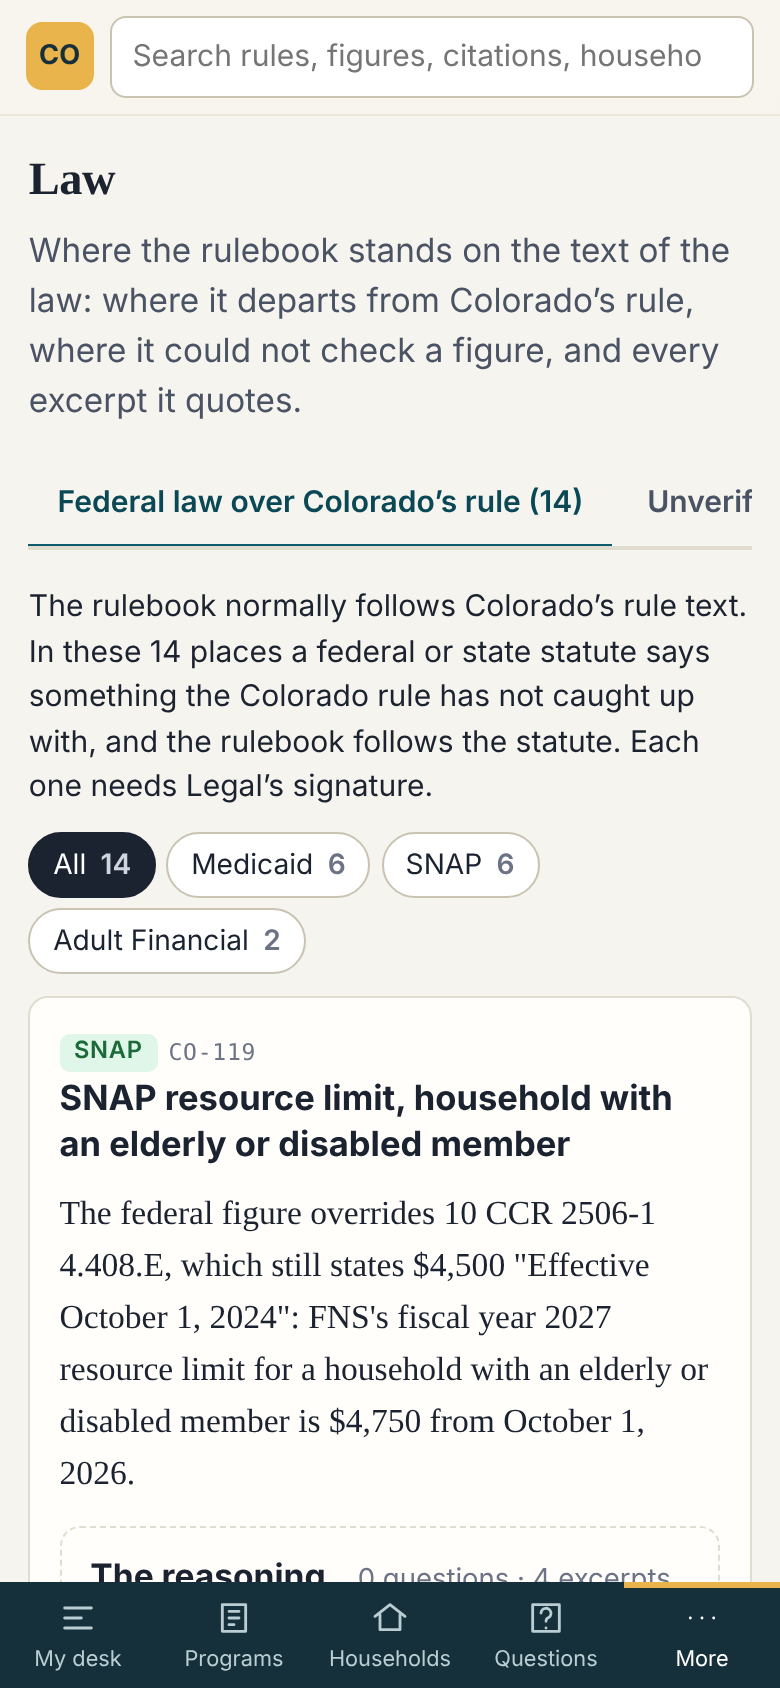 CO
Search rules, figures, citations, househo
Law
Where the rulebook stands on the text of the
law: where it departs from Colorado’s rule,
where it could not check a figure, and every
excerpt it quotes.
Federal law over Colorado’s rule (14)
Unverif
The rulebook normally follows Colorado’s rule text.
In these 14 places a federal or state statute says
something the Colorado rule has not caught up
with, and the rulebook follows the statute. Each
one needs Legal’s signature.
All 14
Medicaid 6
SNAP 6
Adult Financial 2
SNAP CO-119
SNAP resource limit, household with
an elderly or disabled member
The federal figure overrides 10 CCR 2506-1
4.408.E, which still states $4,500 "Effective
October 1, 2024": FNS's fiscal year 2027
resource limit for a household with an elderly or
disabled member is $4,750 from October 1,
2026.
The reasoning 0 questions · 4 excerpts
My desk
Programs
Households
Questions
More